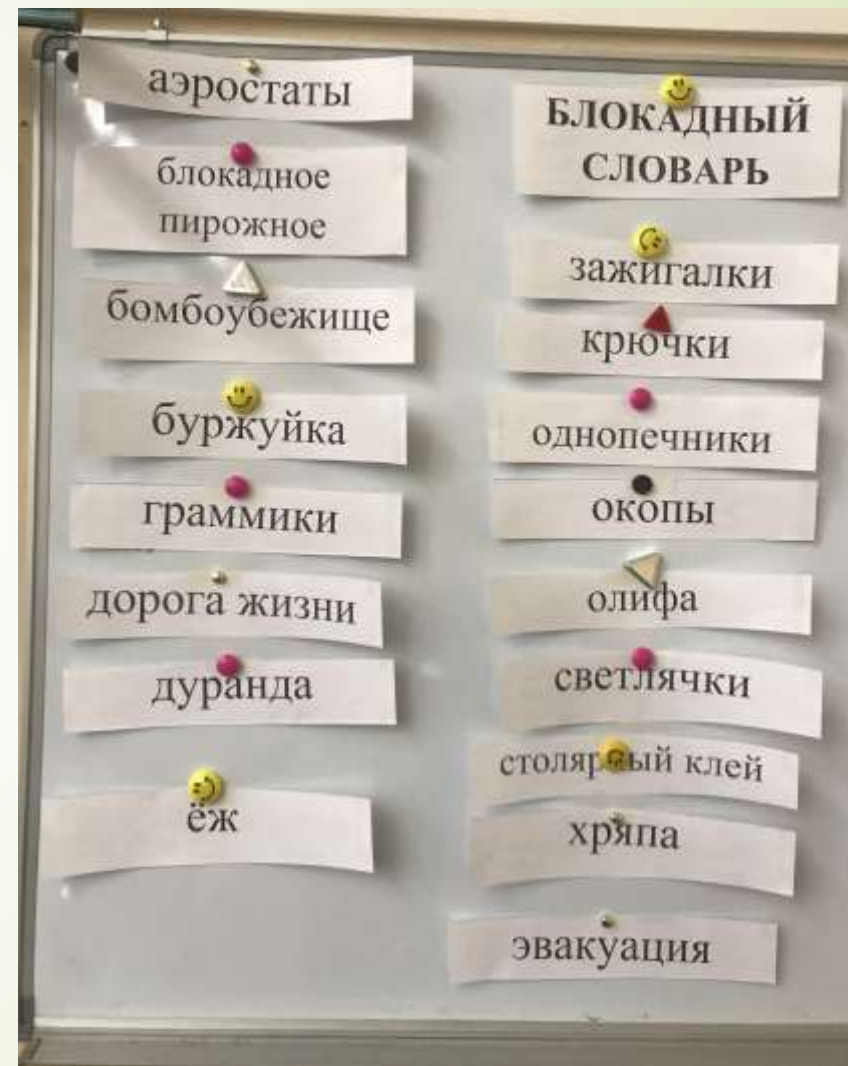 аэростаты
блокадное
пирожное
бомбоубежище
буржуйка
граммики
дорога жизни
дуранда
ёж
БЛОКАДНЫЙ
СЛОВАРЬ
зажигалки
крючки
однопечники
окопы
олифа
светлячки
столярный клей
хряпа
эвакуация